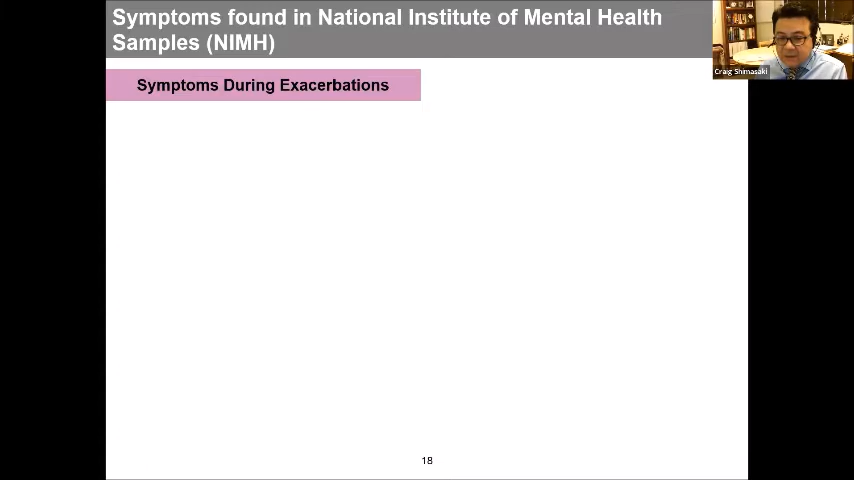 Symptoms found in National Institute of Mental Health
Samples (NIMH)
Craig Shimasaki
Symptoms During Exacerbations
18